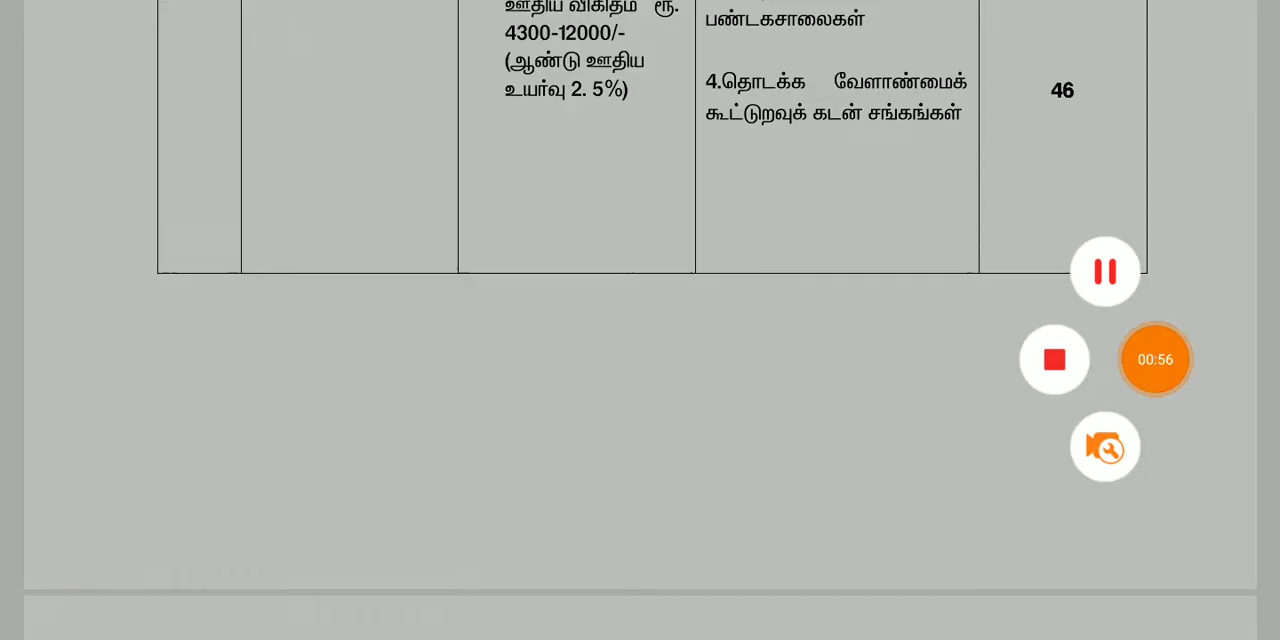 ஊதிய விகிதம் ரூ.
4300-12000/-
(ஆண்டு ஊதிய
உயர்வு 2. 5%)
பண்டகசாலைகள்
4.தொடக்க வேளாண்மைக்
கூட்டுறவுக் கடன் சங்கங்கள்
46
00:56